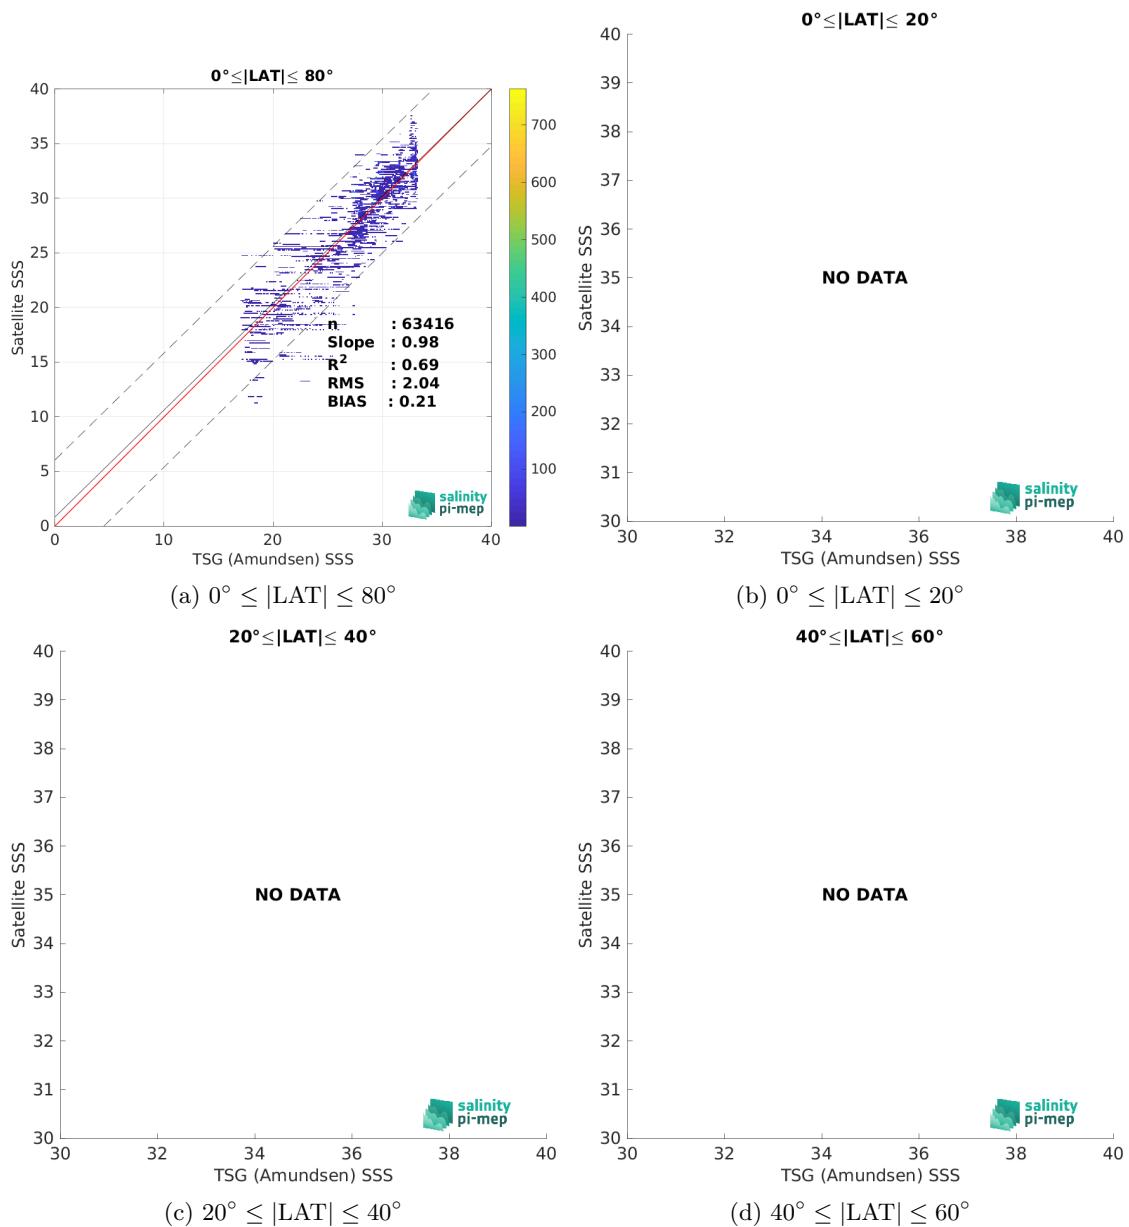 0°≤|LAT|≤ 80°
40
35
30
25
20
15
10
5
0
Satellite SSS
0 10 20 30 40
TSG (Amundsen) SSS
700
600
500
400
300
200
100
n : 63416
Slope : 0.98
R² : 0.69
RMS : 2.04
BIAS : 0.21
salinity
pi-mep
(a) 0° ≤ |LAT| ≤ 80°
0°≤|LAT|≤ 20°
40
39
38
37
36
35
34
33
32
31
30
Satellite SSS
NO DATA
salinity
pi-mep
30 32 34 36 38 40
TSG (Amundsen) SSS
(b) 0° ≤ |LAT| ≤ 20°
20°≤|LAT|≤ 40°
40
39
38
37
36
35
34
33
32
31
30
Satellite SSS
NO DATA
salinity
pi-mep
30 32 34 36 38 40
TSG (Amundsen) SSS
(c) 20° ≤ |LAT| ≤ 40°
40°≤|LAT|≤ 60°
40
39
38
37
36
35
34
33
32
31
30
Satellite SSS
NO DATA
salinity
pi-mep
30 32 34 36 38 40
TSG (Amundsen) SSS
(d) 40° ≤ |LAT| ≤ 60°